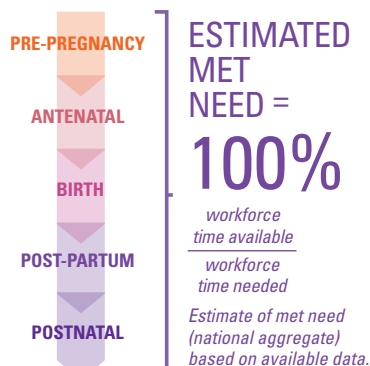 PRE-PREGNANCY
ANTENATAL
BIRTH
POST-PARTUM
POSTNATAL
ESTIMATED
MET
NEED =
100%
workforce
time available
workforce
time needed
Estimate of met need
(national aggregate)
based on available data.